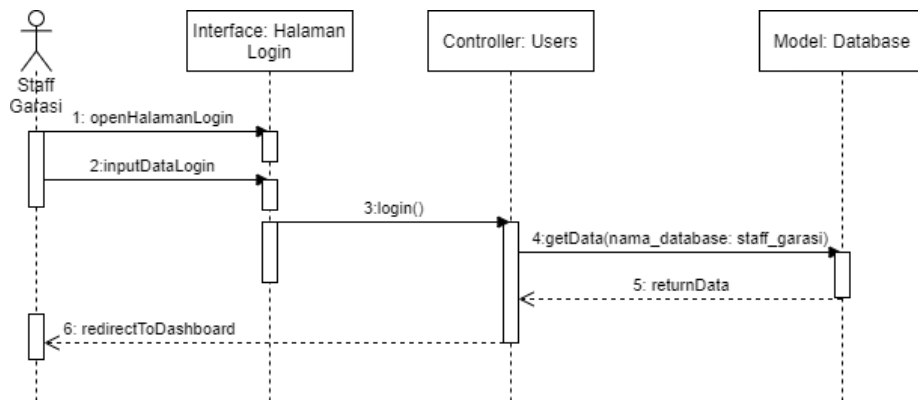 Interface: Halaman
Login
Controller: Users
Model: Database
Staff
Garasi
1: openHalamanLogin
2:inputDataLogin
3:login()
4:getData(nama_database: staff_garasi)
5: returnData
6: redirectToDashboard